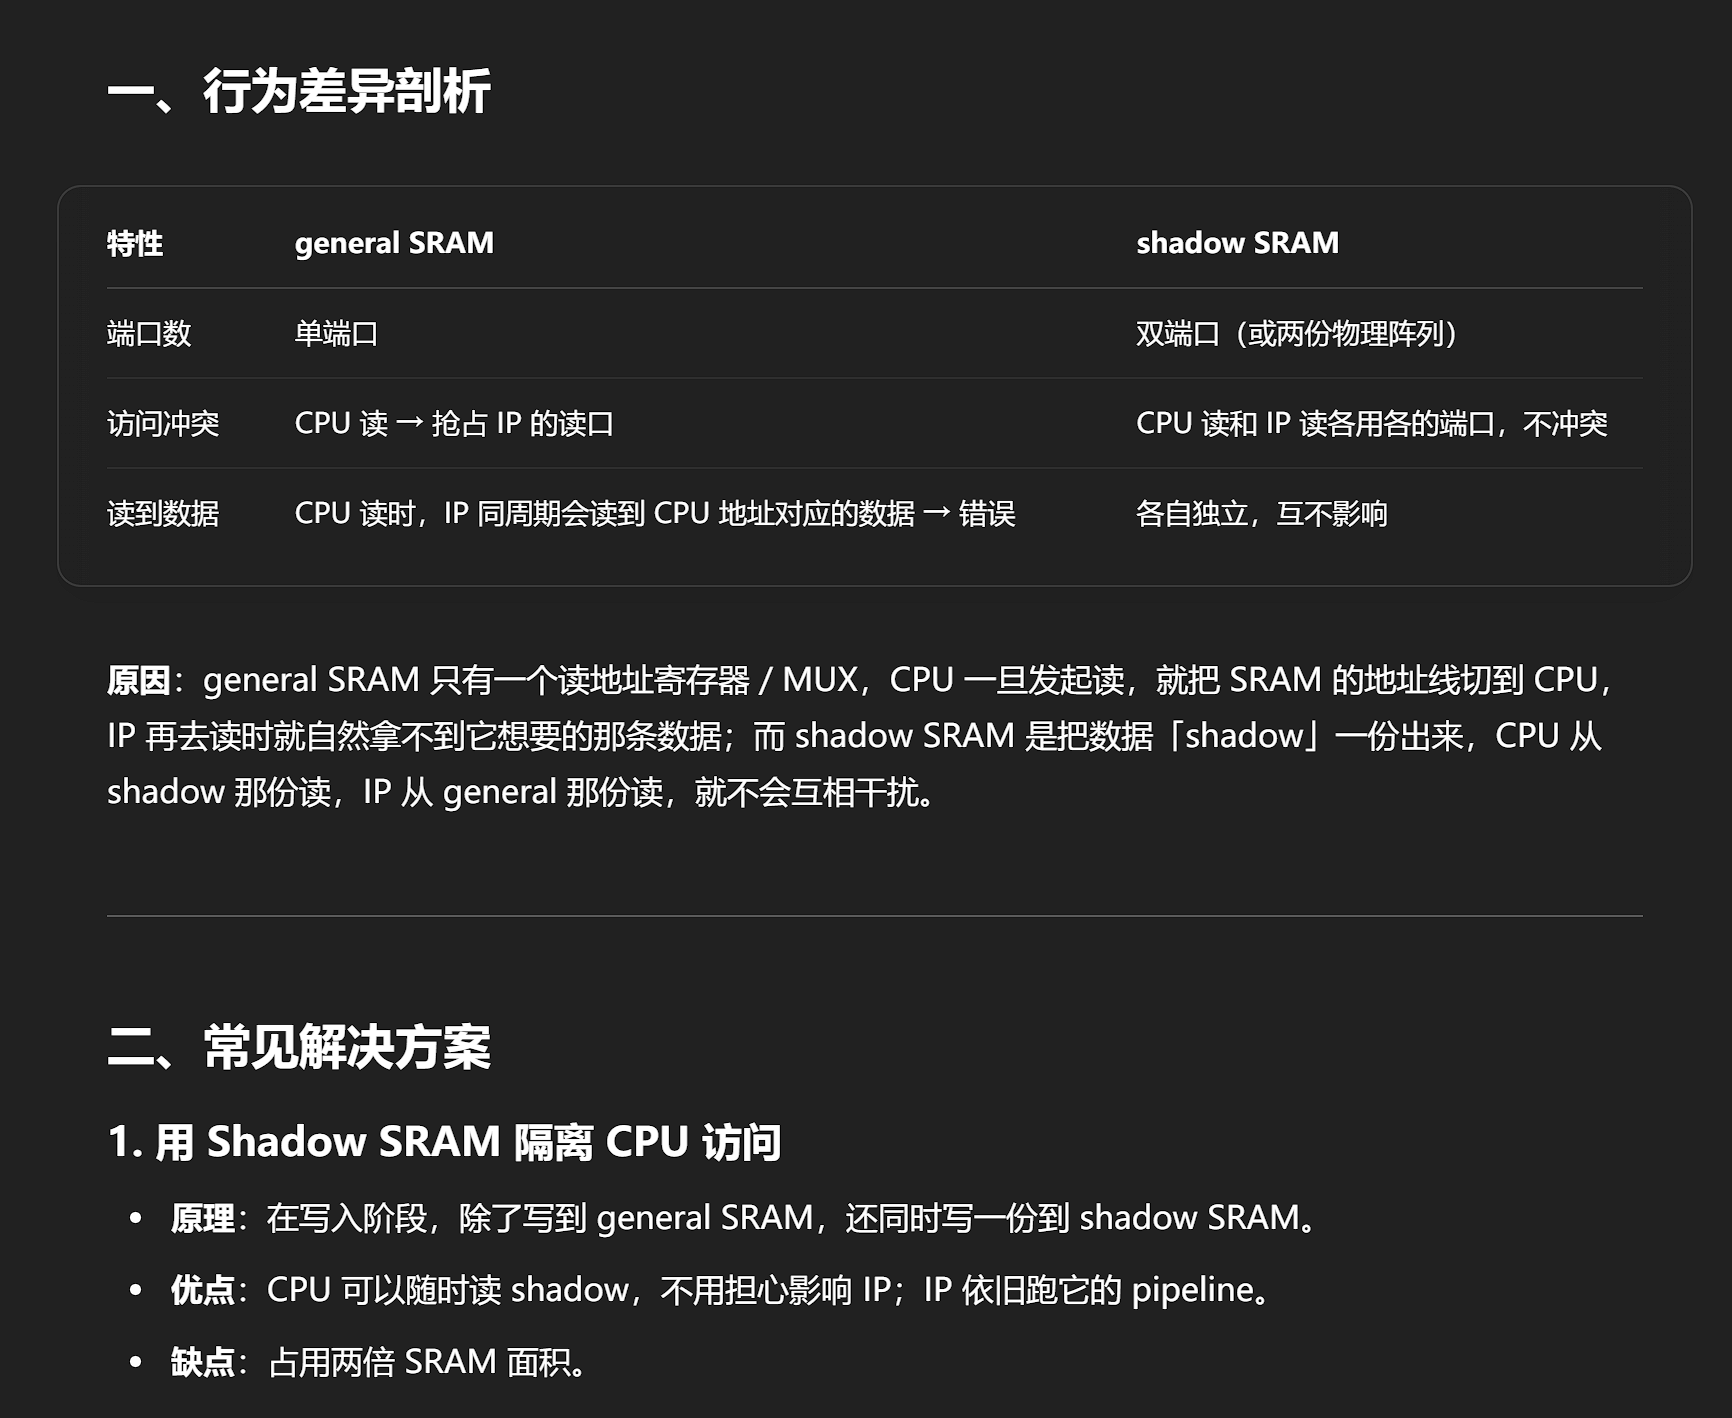 一、行为差异剖析
特性 general SRAM shadow SRAM
端口数 单端口 双端口（或两份物理阵列）
访问冲突 CPU 读 → 抢占 IP 的读口 CPU 读和 IP 读各用各的端口，不冲突
读到数据 CPU 读时，IP 同周期会读到 CPU 地址对应的数据 → 错误 各自独立，互不影响
原因：general SRAM 只有一个读地址寄存器 / MUX，CPU 一旦发起读，就把 SRAM 的地址线切到 CPU，
IP 再去读时就自然拿不到它想要的那条数据；而 shadow SRAM 是把数据「shadow」一份出来，CPU 从
shadow 那份读，IP 从 general 那份读，就不会互相干扰。
二、常见解决方案
1. 用 Shadow SRAM 隔离 CPU 访问
• 原理：在写入阶段，除了写到 general SRAM，还同时写一份到 shadow SRAM。
• 优点：CPU 可以随时读 shadow，不用担心影响 IP；IP 依旧跑它的 pipeline。
• 缺点：占用两倍 SRAM 面积。